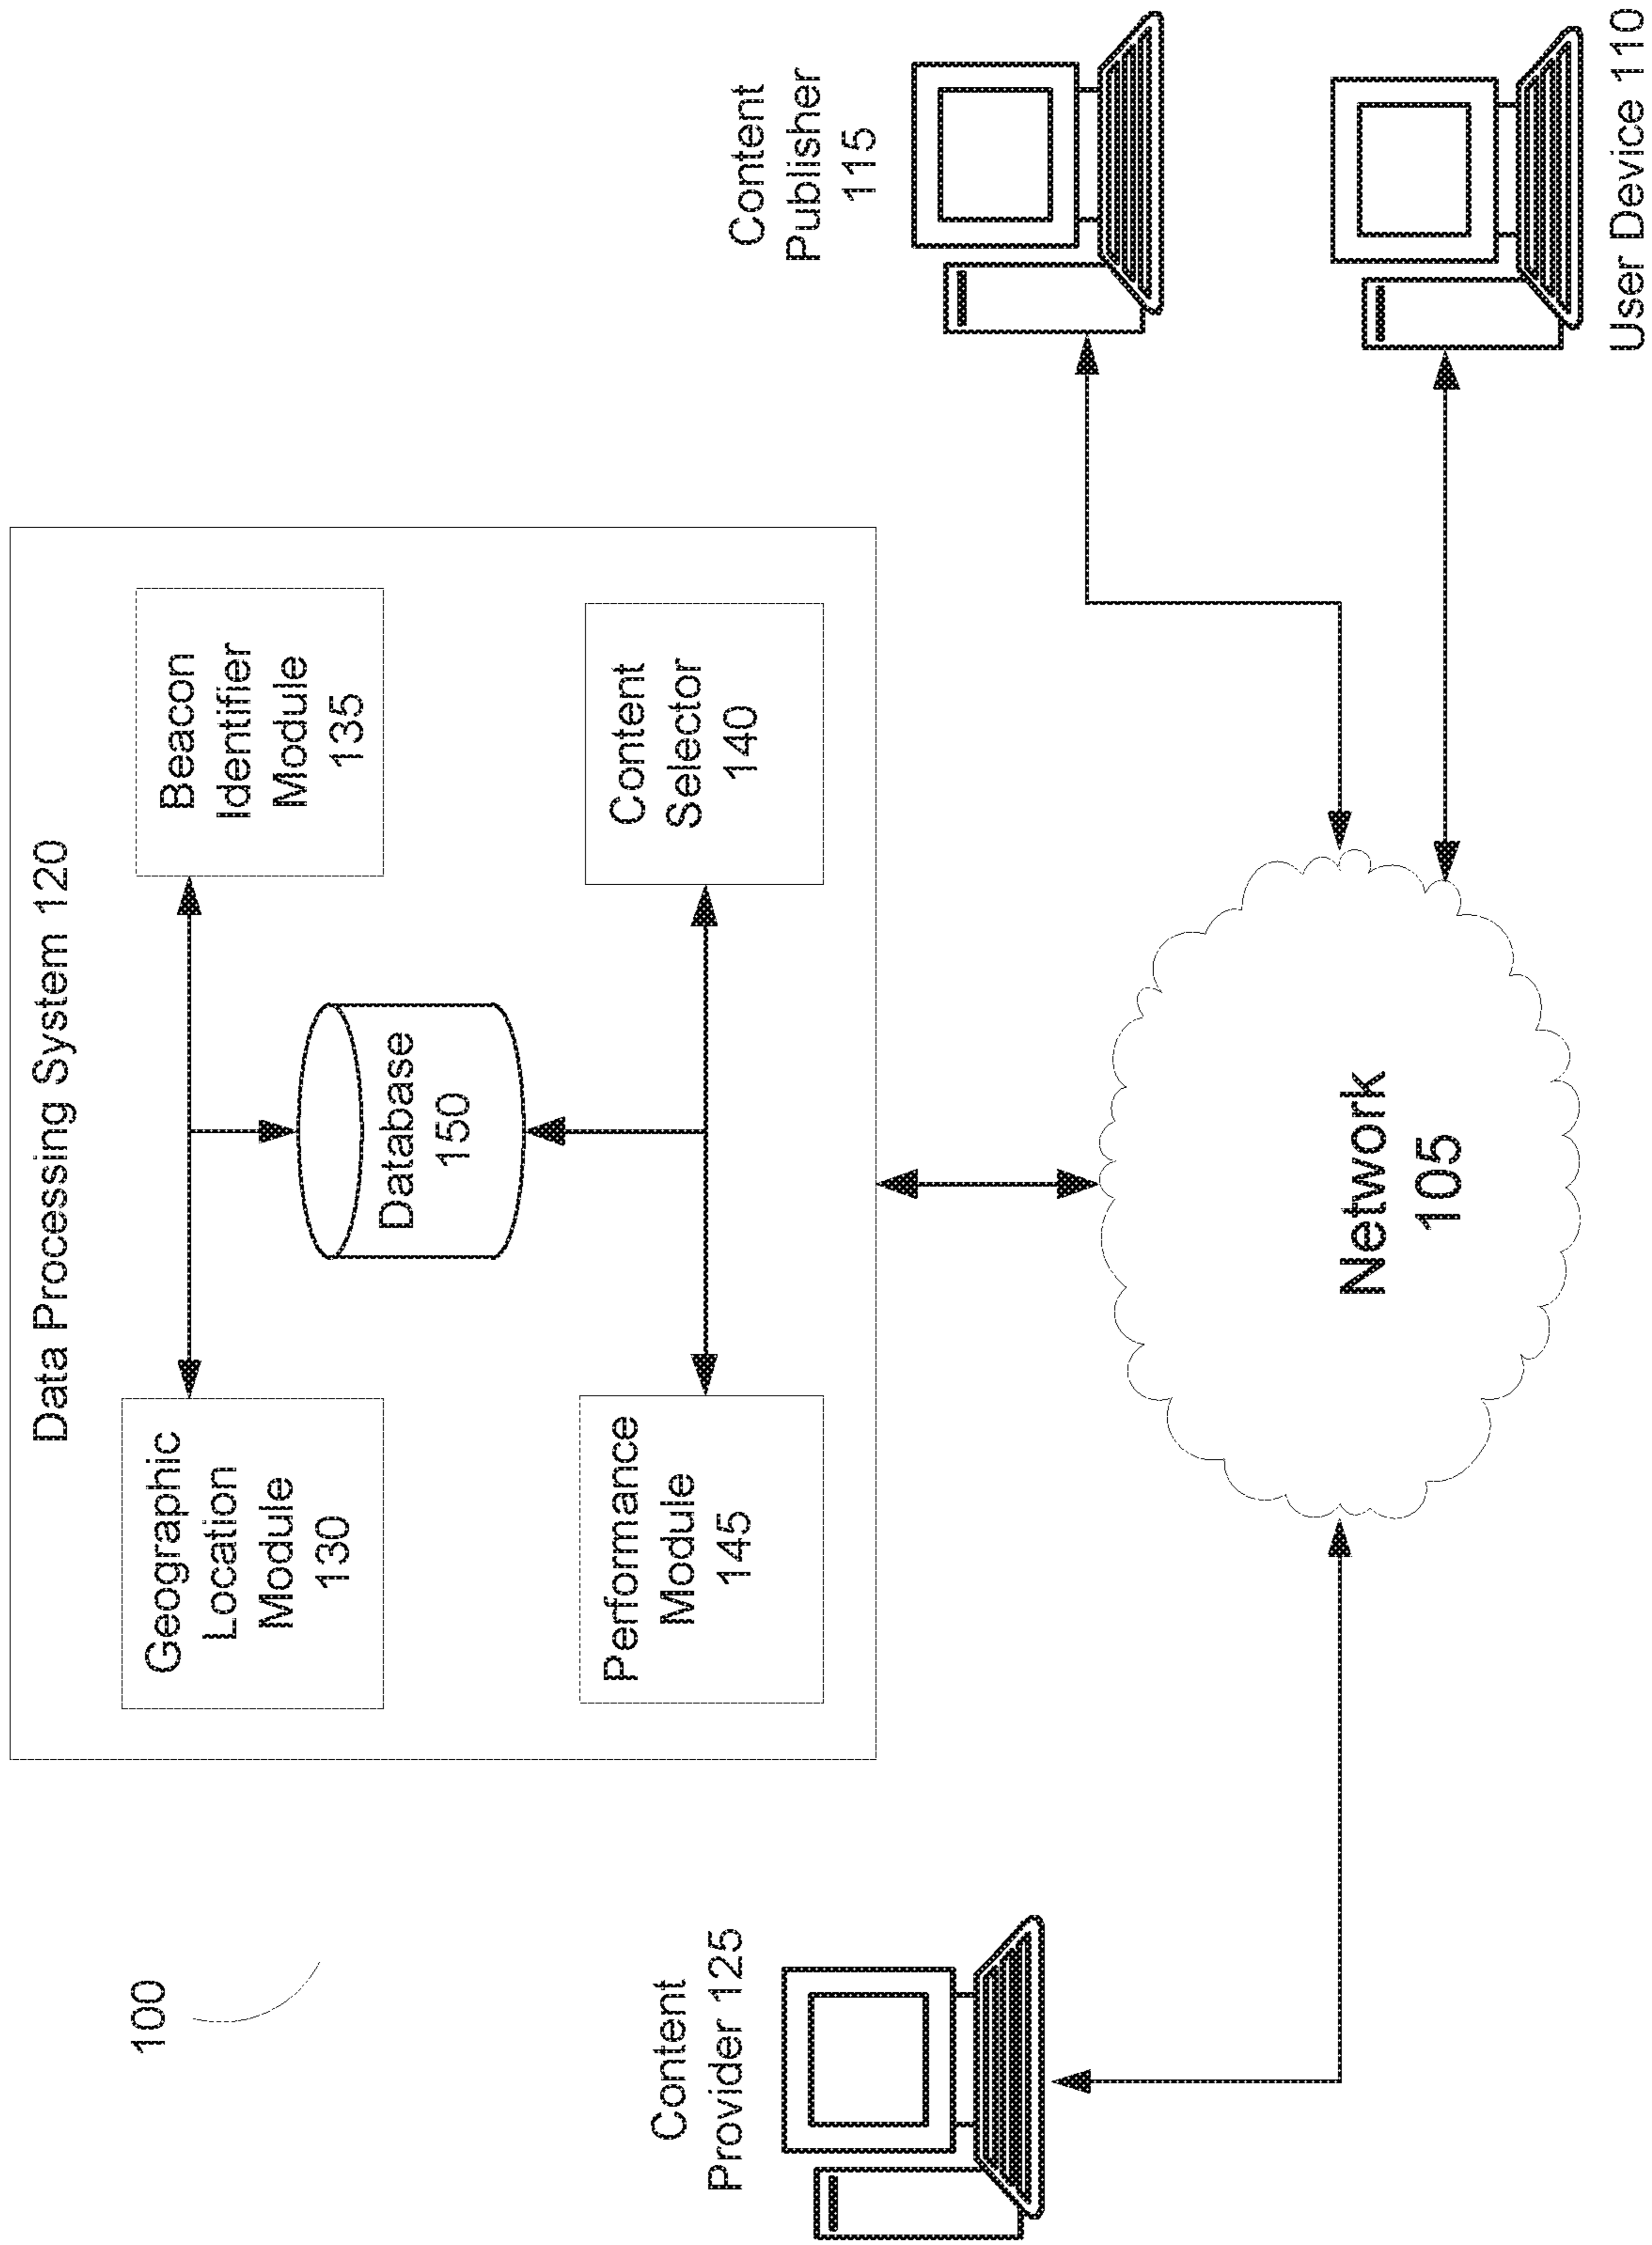 100
Data Processing System 120
Geographic
Location
Module
130
Beacon
Identifier
Module
135
Database
150
Performance
Module
145
Content
Selector
140
Content
Provider 125
Content
Publisher
115
Network
105
User Device 110